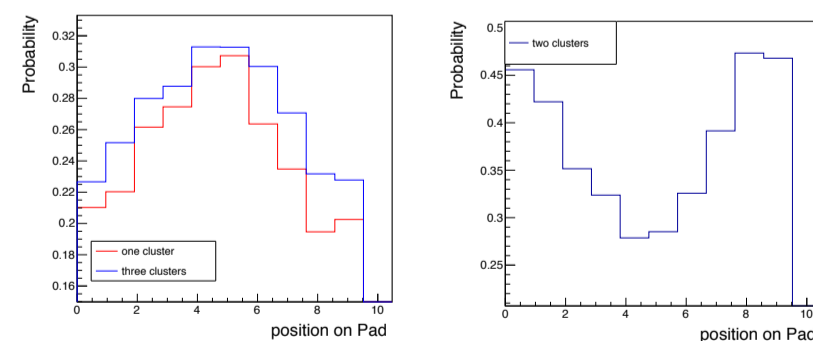 Probability
0.32
0.3
0.28
0.26
0.24
0.22
0.2
0.18
0.16
one cluster
three clusters
0 2 4 6 8 10
position on Pad
Probability
0.5
0.45
0.4
0.35
0.3
0.25
two clusters
0 2 4 6 8 10
position on Pad